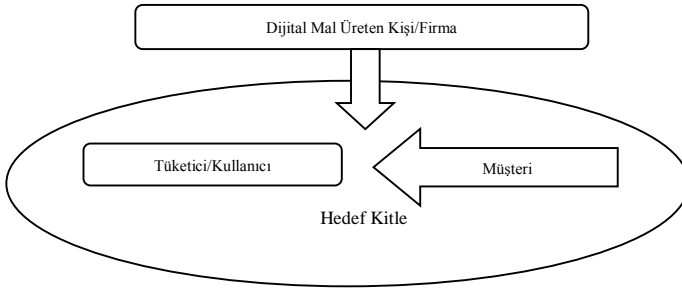 Dijital Mal Üreten Kişi/Firma
Tüketici/Kullanıcı
Müşteri
Hedef Kitle